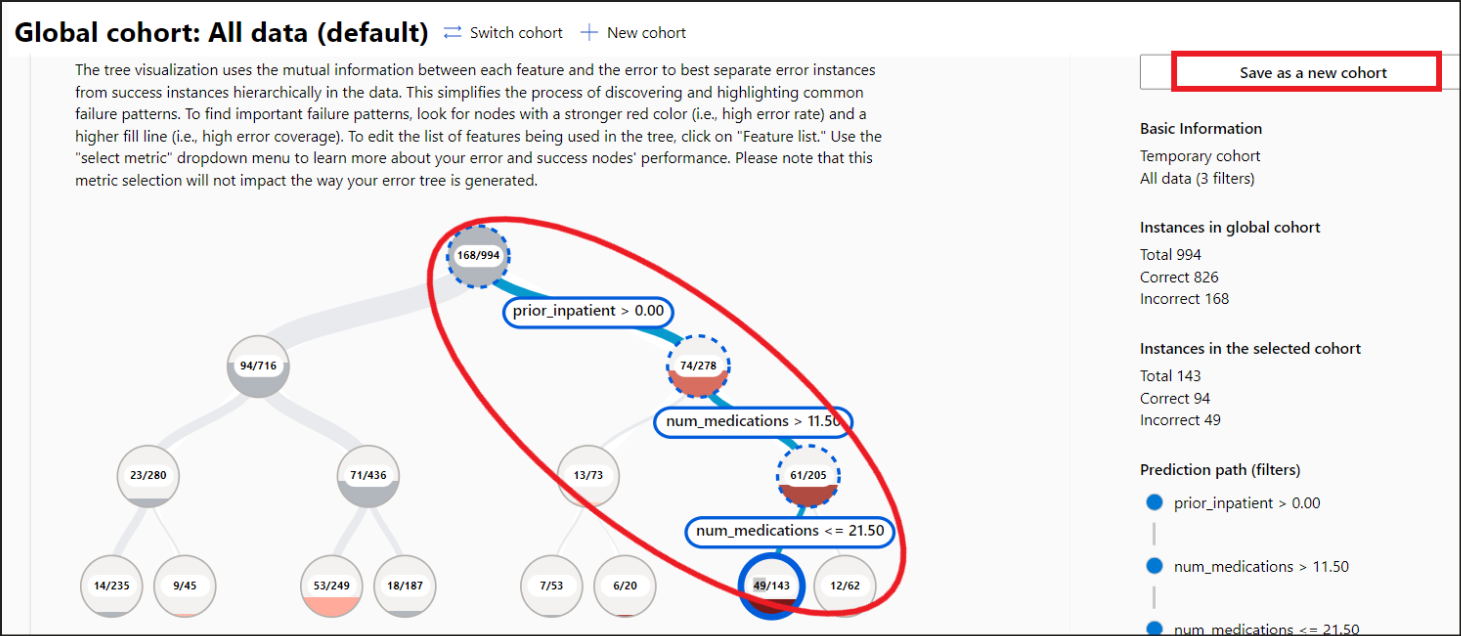 Global cohort: All data (default) Switch cohort New cohort
The tree visualization uses the mutual information between each feature and the error to best separate error instances
from success instances hierarchically in the data. This simplifies the process of discovering and highlighting common
failure patterns. To find important failure patterns, look for nodes with a stronger red color (i.e., high error rate) and a
higher fill line (i.e., high error coverage). To edit the list of features being used in the tree, click on "Feature list." Use the
"select metric" dropdown menu to learn more about your error and success nodes' performance. Please note that this
metric selection will not impact the way your error tree is generated.
168/994
prior_inpatient > 0.00
94/716
74/278
num_medications > 11.50
23/280
71/436
13/73
61/205
num_medications <= 21.50
14/235
9/45
53/249
18/187
7/53
6/20
49/143
12/62
Save as a new cohort
Basic Information
Temporary cohort
All data (3 filters)
Instances in global cohort
Total 994
Correct 826
Incorrect 168
Instances in the selected cohort
Total 143
Correct 94
Incorrect 49
Prediction path (filters)
prior_inpatient > 0.00
num_medications > 11.50
num_medications <= 21.50